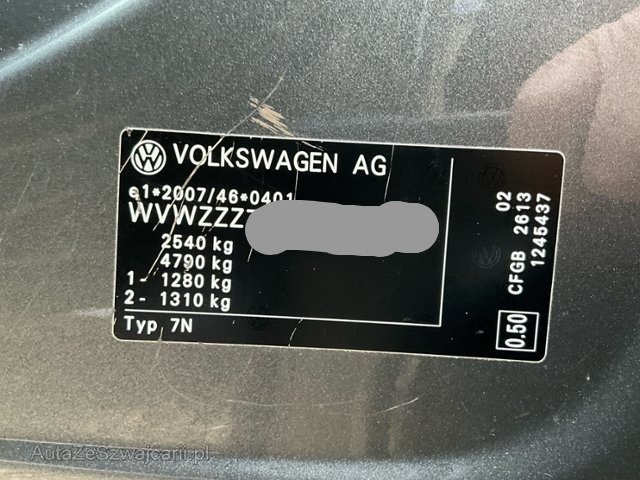 VOLKSWAGEN AG
e1*2007/46*0401
WVWZZZ7
2540 kg
4790 kg
1- 1280 kg
2- 1310 kg
Typ 7N
02
CFGB 2613
1245437
0.50
AutaZeSzwajcarii.pl